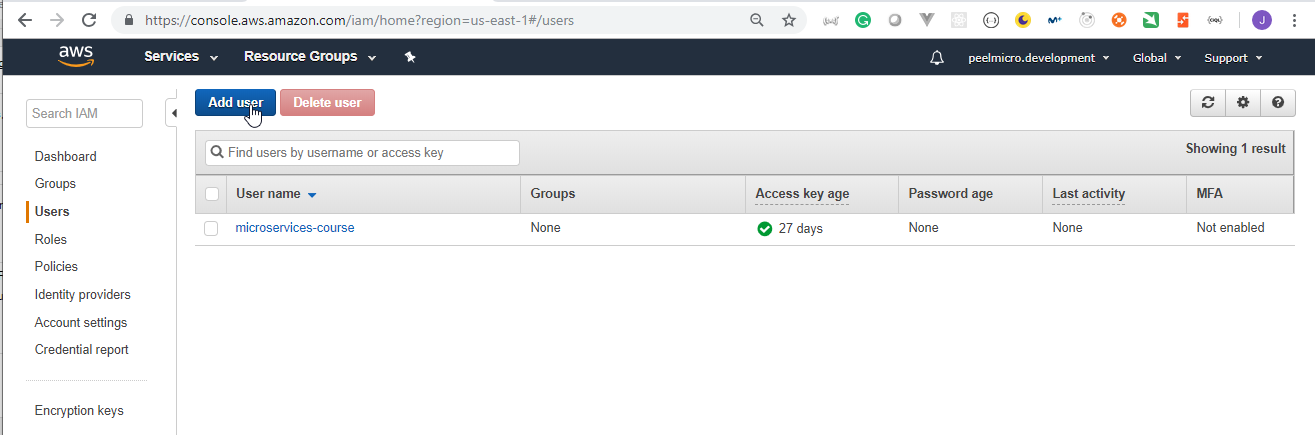 https://console.aws.amazon.com/iam/home?region=us-east-1#/users
J
aws Services Resource Groups peelmicro.development Global Support
Add user Delete user
Search IAM
Find users by username or access key Showing 1 result
Dashboard
Groups
Users
Roles
Policies
Identity providers
Account settings
Credential report
Encryption keys
User name Groups Access key age Password age Last activity MFA
microservices-course None 27 days None None Not enabled